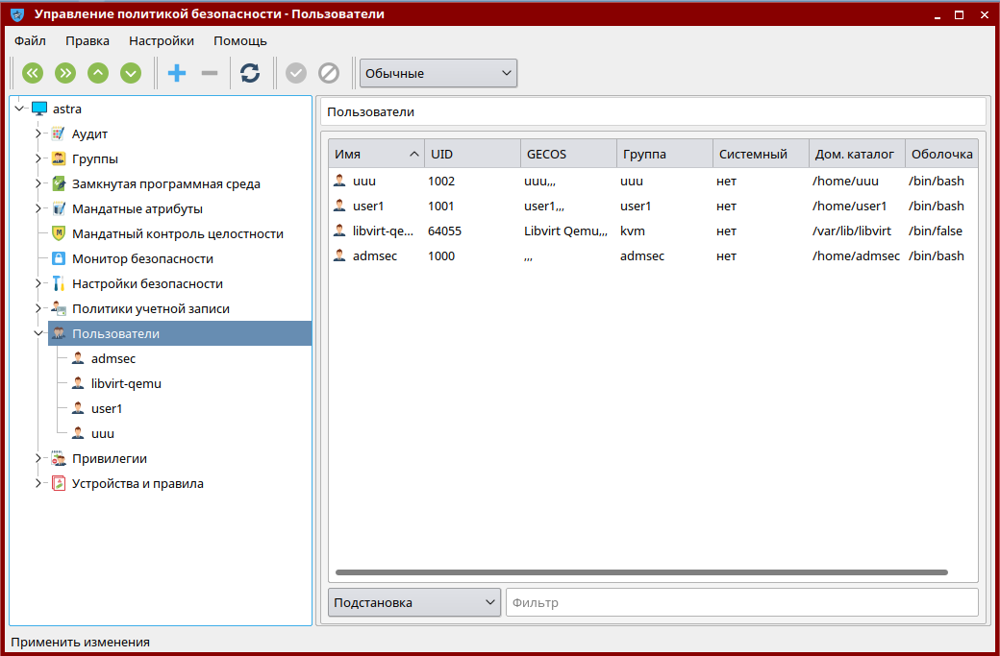 Управление политикой безопасности - Пользователи
Файл Правка Настройки Помощь
Обычные
astra
Аудит
Группы
Замкнутая программная среда
Мандатные атрибуты
Мандатный контроль целостности
Монитор безопасности
Настройки безопасности
Политики учетной записи
Пользователи
admsec
libvirt-qemu
user1
uuu
Привилегии
Устройства и правила
Пользователи
Имя UID GECOS Группа Системный Дом. каталог Оболочка
uuu 1002 uuu,,, uuu нет /home/uuu /bin/bash
user1 1001 user1,,, user1 нет /home/user1 /bin/bash
libvirt-qe... 64055 Libvirt Qemu,,, kvm нет /var/lib/libvirt /bin/false
admsec 1000 ,,, admsec нет /home/admsec /bin/bash
Подстановка Фильтр
Применить изменения